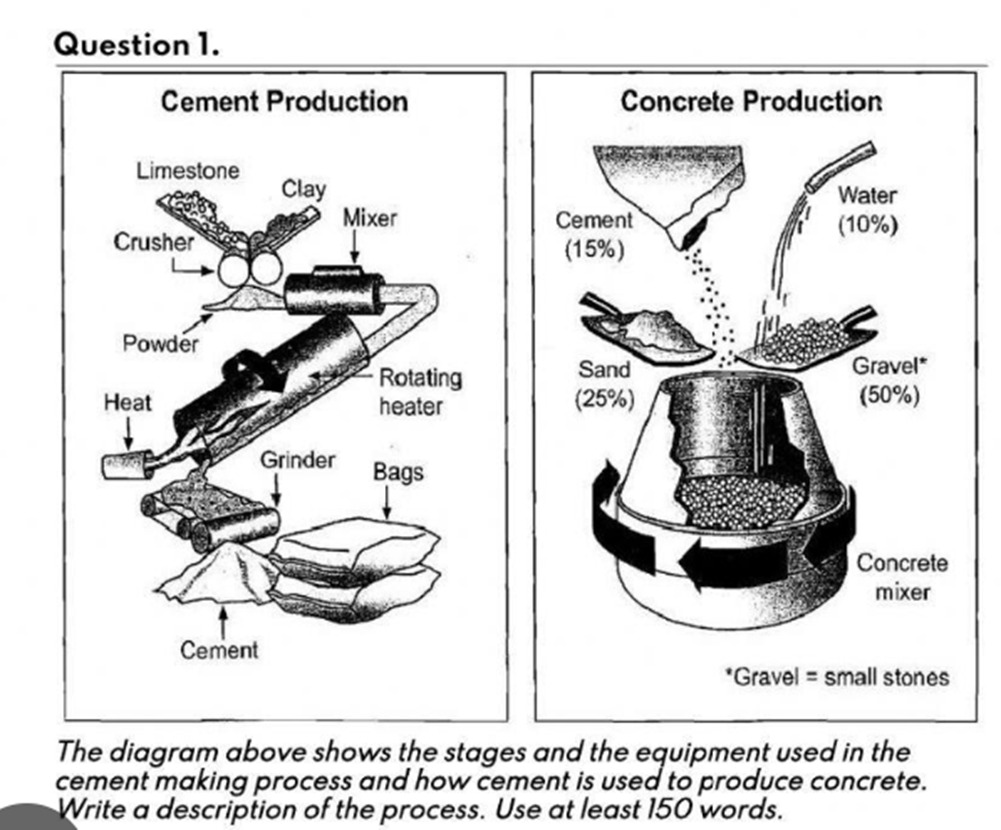 Question 1.
Cement Production
Limestone
Clay
Crusher
Mixer
Powder
Rotating
heater
Heat
Grinder
Bags
Cement
Concrete Production
Cement
(15%)
Water
(10%)
Sand
(25%)
Gravel*
(50%)
Concrete
mixer
*Gravel = small stones
The diagram above shows the stages and the equipment used in the
cement making process and how cement is used to produce concrete.
Write a description of the process. Use at least 150 words.